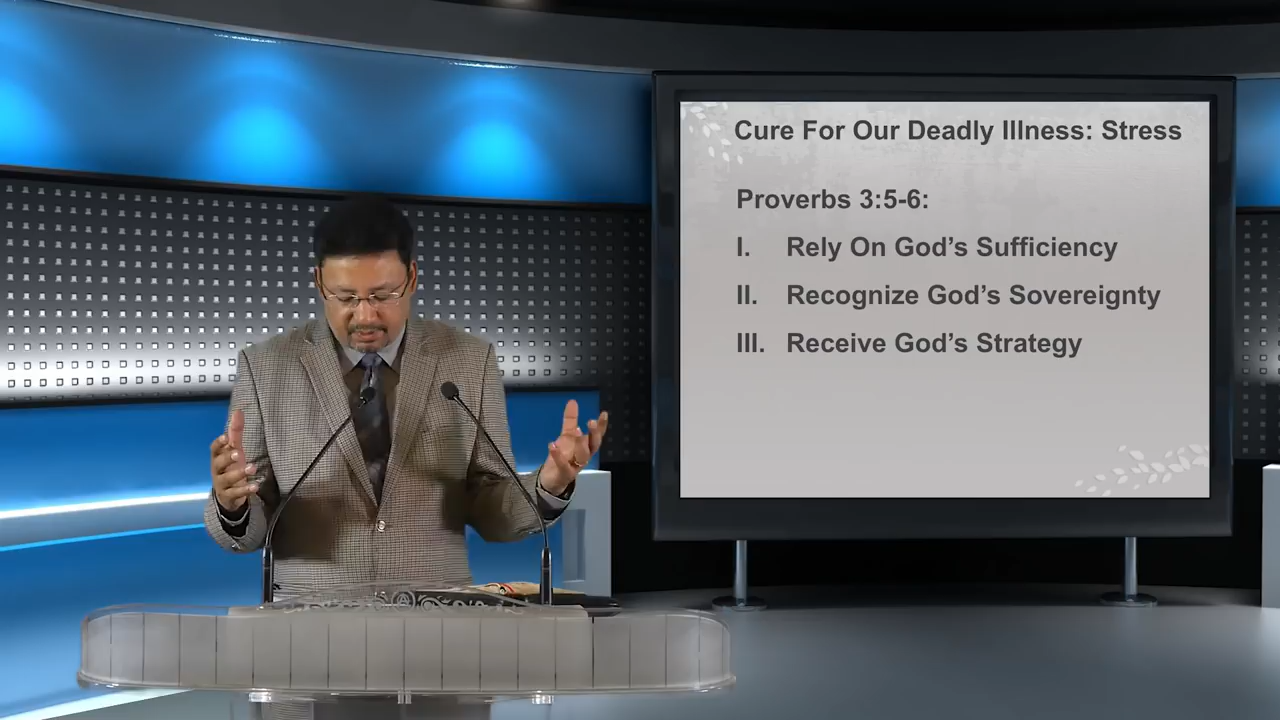 Cure For Our Deadly Illness: Stress
Proverbs 3:5-6:
I. Rely On God’s Sufficiency
II. Recognize God’s Sovereignty
III. Receive God’s Strategy